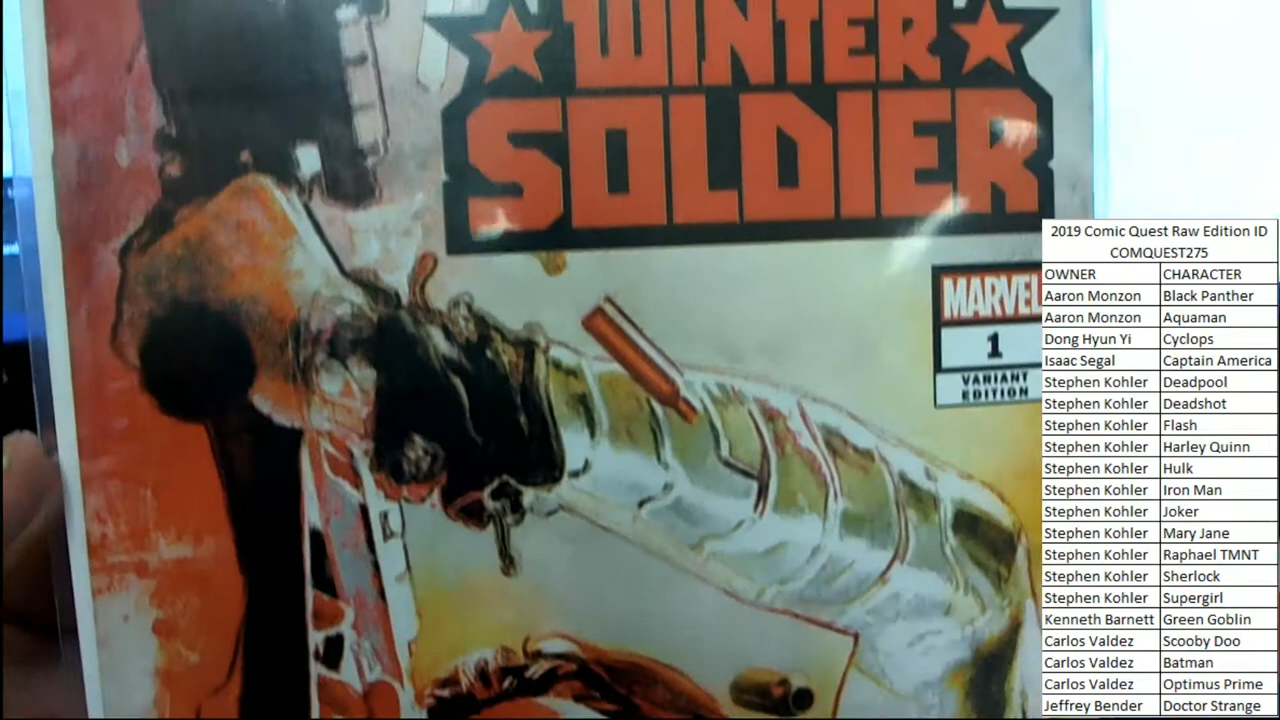 WINTER
SOLDIER
MARVEL
1
VARIANT
EDITION
2019 Comic Quest Raw Edition ID
COMQUEST275
OWNER CHARACTER
Aaron Monzon Black Panther
Aaron Monzon Aquaman
Dong Hyun Yi Cyclops
Isaac Segal Captain America
Stephen Kohler Deadpool
Stephen Kohler Deadshot
Stephen Kohler Flash
Stephen Kohler Harley Quinn
Stephen Kohler Hulk
Stephen Kohler Iron Man
Stephen Kohler Joker
Stephen Kohler Mary Jane
Stephen Kohler Raphael TMNT
Stephen Kohler Sherlock
Stephen Kohler Supergirl
Kenneth Barnett Green Goblin
Carlos Valdez Scooby Doo
Carlos Valdez Batman
Carlos Valdez Optimus Prime
Jeffrey Bender Doctor Strange